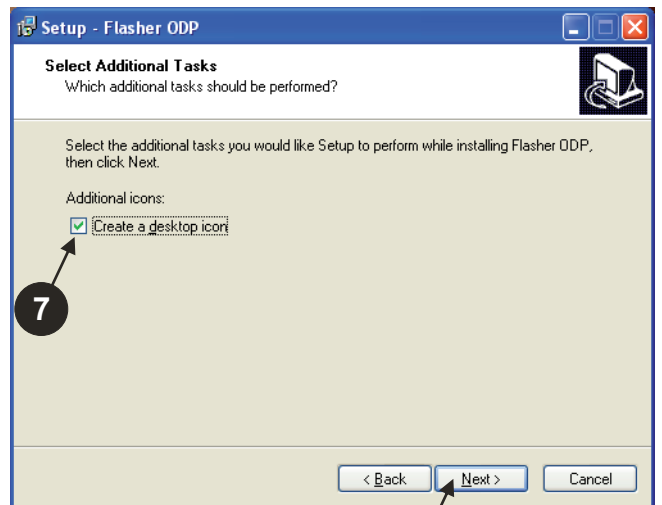 Setup - Flasher ODP
Select Additional Tasks
Which additional tasks should be performed?
Select the additional tasks you would like Setup to perform while installing Flasher ODP,
then click Next.
Additional icons:
Create a desktop icon
7
< Back
Next >
Cancel